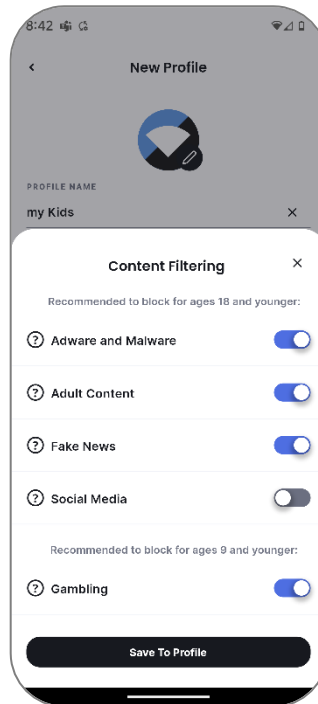 8:42
New Profile
PROFILE NAME
my Kids
Content Filtering
Recommended to block for ages 18 and younger:
Adware and Malware
Adult Content
Fake News
Social Media
Recommended to block for ages 9 and younger:
Gambling
Save To Profile